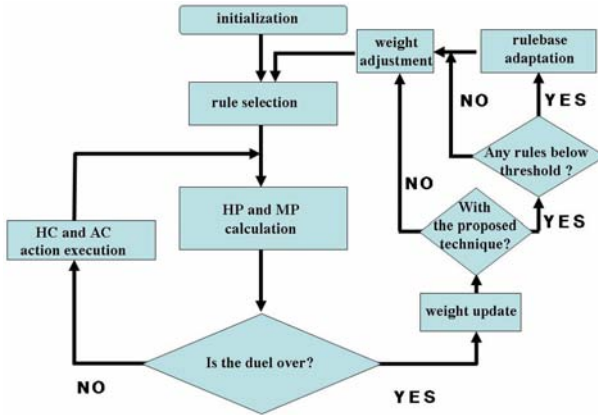 initialization
weight
adjustment
rulebase
adaptation
rule selection
NO
YES
Any rules below
threshold ?
NO
With
the proposed
technique?
YES
HC and AC
action execution
HP and MP
calculation
weight update
Is the duel over?
NO
YES